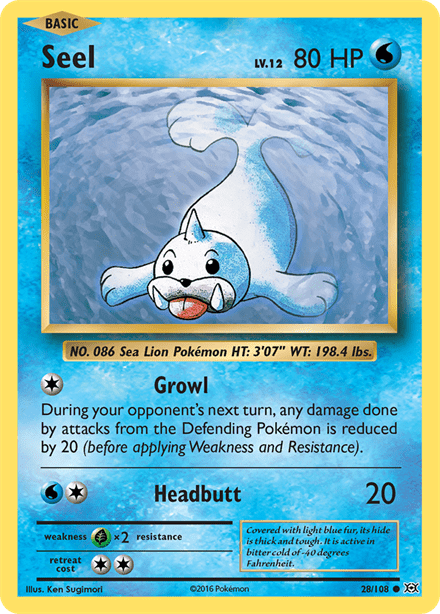 BASIC
Seel LV.12 80 HP
NO. 086 Sea Lion Pokémon HT: 3'07" WT: 198.4 lbs.
Growl
During your opponent's next turn, any damage done
by attacks from the Defending Pokémon is reduced
by 20 (before applying Weakness and Resistance).
Headbutt 20
weakness ×2 resistance
retreat
cost
Covered with light blue fur, its hide
is thick and tough. It is active in
bitter cold of -40 degrees
Fahrenheit.
Illus. Ken Sugimori ©2016 Pokémon 28/108